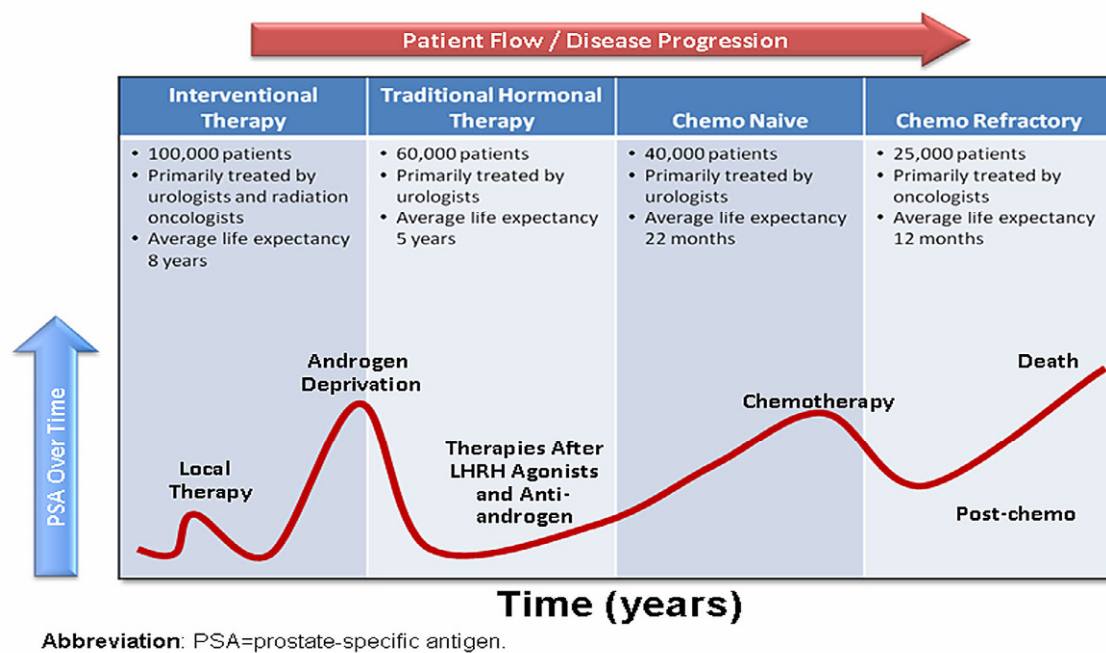 Patient Flow / Disease Progression
Interventional
Therapy
Traditional Hormonal
Therapy
Chemo Naive
Chemo Refractory
• 100,000 patients
• Primarily treated by
urologists and radiation
oncologists
• Average life expectancy
8 years
• 60,000 patients
• Primarily treated by
urologists
• Average life expectancy
5 years
• 40,000 patients
• Primarily treated by
urologists
• Average life expectancy
22 months
• 25,000 patients
• Primarily treated by
oncologists
• Average life expectancy
12 months
PSA Over Time
Local
Therapy
Androgen
Deprivation
Therapies After
LHRH Agonists
and Anti-
androgen
Chemotherapy
Death
Post-chemo
Time (years)
Abbreviation: PSA=prostate-specific antigen.